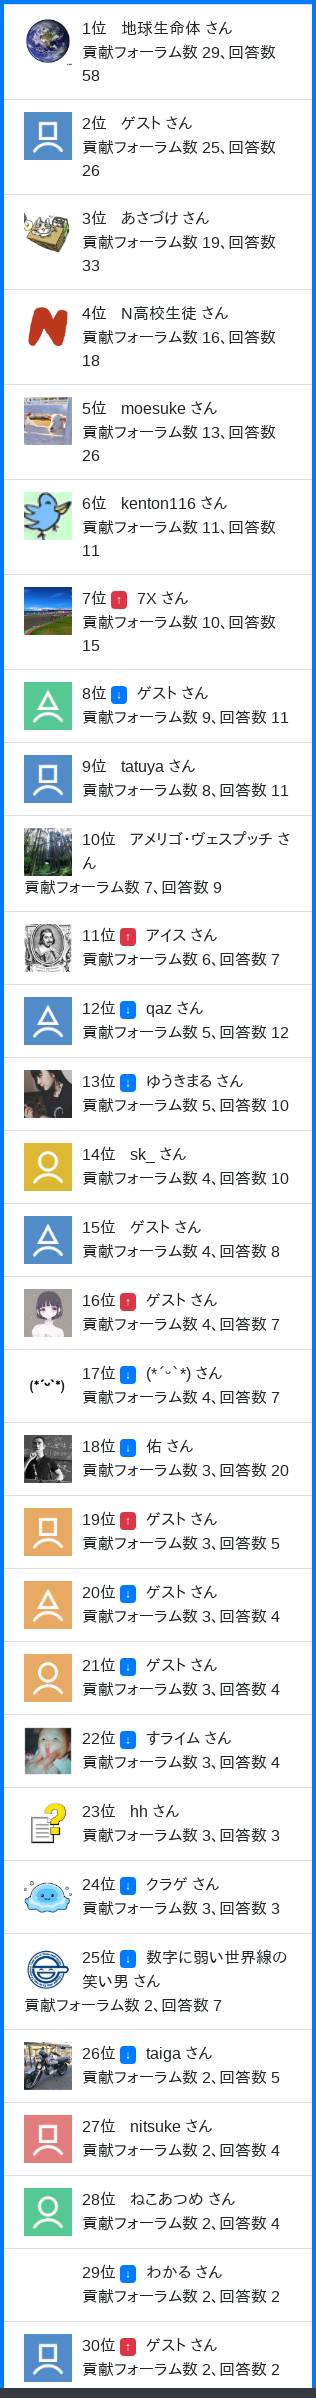 1位 地球生命体 さん
貢献フォーラム数 29、回答数
58
2位 ゲスト さん
貢献フォーラム数 25、回答数
26
3位 あさづけ さん
貢献フォーラム数 19、回答数
33
4位 N高校生徒 さん
貢献フォーラム数 16、回答数
18
5位 moesuke さん
貢献フォーラム数 13、回答数
26
6位 kenton116 さん
貢献フォーラム数 11、回答数
11
7位 ↑ 7X さん
貢献フォーラム数 10、回答数
15
8位 ↓ ゲスト さん
貢献フォーラム数 9、回答数 11
9位 tatuya さん
貢献フォーラム数 8、回答数 11
10位 アメリゴ・ヴェスプッチ さ
ん
貢献フォーラム数 7、回答数 9
11位 ↑ アイス さん
貢献フォーラム数 6、回答数 7
12位 ↓ qaz さん
貢献フォーラム数 5、回答数 12
13位 ↓ ゆうきまる さん
貢献フォーラム数 5、回答数 10
14位 sk_ さん
貢献フォーラム数 4、回答数 10
15位 ゲスト さん
貢献フォーラム数 4、回答数 8
16位 ↑ ゲスト さん
貢献フォーラム数 4、回答数 7
(*´ᵕ`*)
17位 ↓ (*´ᵕ`*) さん
貢献フォーラム数 4、回答数 7
18位 ↓ 佑 さん
貢献フォーラム数 3、回答数 20
19位 ↑ ゲスト さん
貢献フォーラム数 3、回答数 5
20位 ↓ ゲスト さん
貢献フォーラム数 3、回答数 4
21位 ↓ ゲスト さん
貢献フォーラム数 3、回答数 4
22位 ↓ すライム さん
貢献フォーラム数 3、回答数 4
23位 hh さん
貢献フォーラム数 3、回答数 3
24位 ↓ クラゲ さん
貢献フォーラム数 3、回答数 3
25位 ↓ 数字に弱い世界線の
笑い男 さん
貢献フォーラム数 2、回答数 7
26位 ↓ taiga さん
貢献フォーラム数 2、回答数 5
27位 nitsuke さん
貢献フォーラム数 2、回答数 4
28位 ねこあつめ さん
貢献フォーラム数 2、回答数 4
29位 ↓ わかる さん
貢献フォーラム数 2、回答数 2
30位 ↑ ゲスト さん
貢献フォーラム数 2、回答数 2